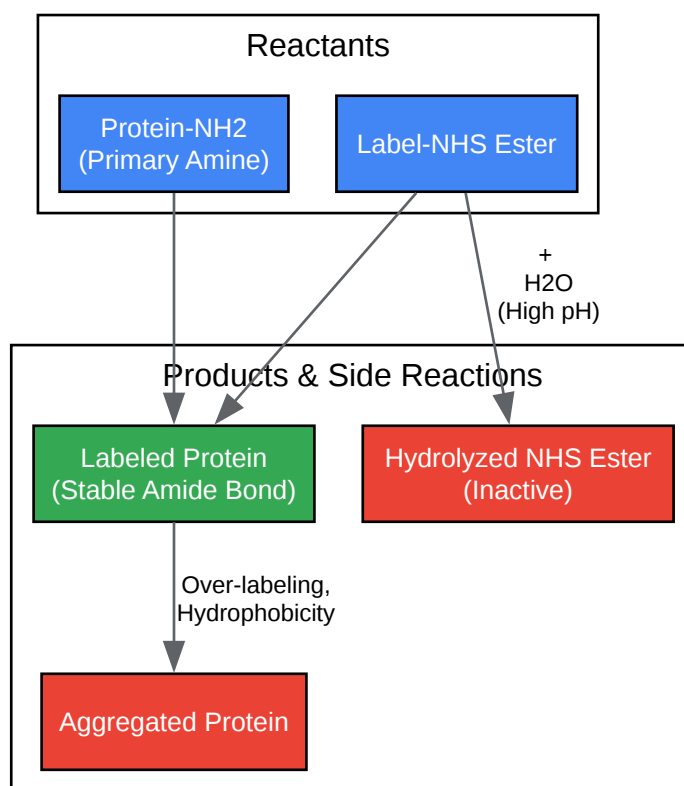 Reactants
Protein-NH2
(Primary Amine)
Label-NHS Ester
+
H2O
(High pH)
Products & Side Reactions
Labeled Protein
(Stable Amide Bond)
Hydrolyzed NHS Ester
(Inactive)
Over-labeling,
Hydrophobicity
Aggregated Protein